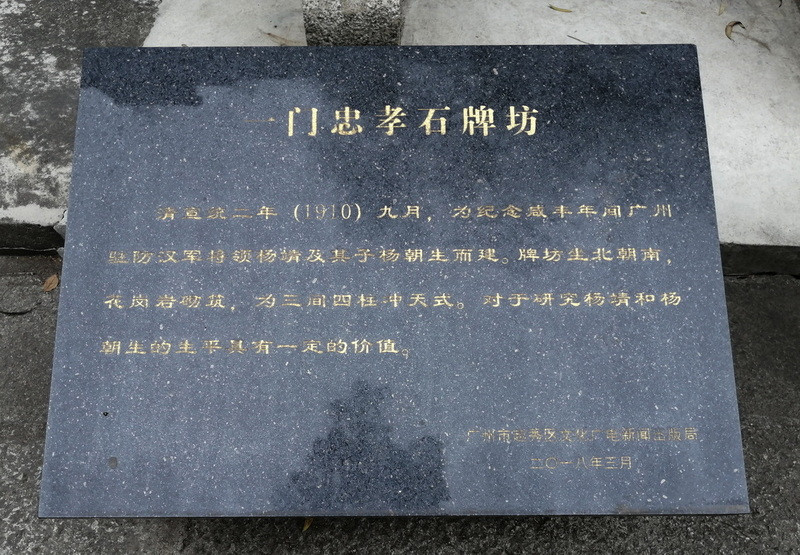 一门忠孝石牌坊
清宣统二年（1910）九月，为纪念咸丰年间广州
驻防汉军将领杨靖及其子杨朝生而建。牌坊坐北朝南，
花岗岩砌筑，为三间四柱冲天式。对于研究杨靖和杨
朝生的生平具有一定的价值。
广州市越秀区文化广电新闻出版局
二〇一八年五月